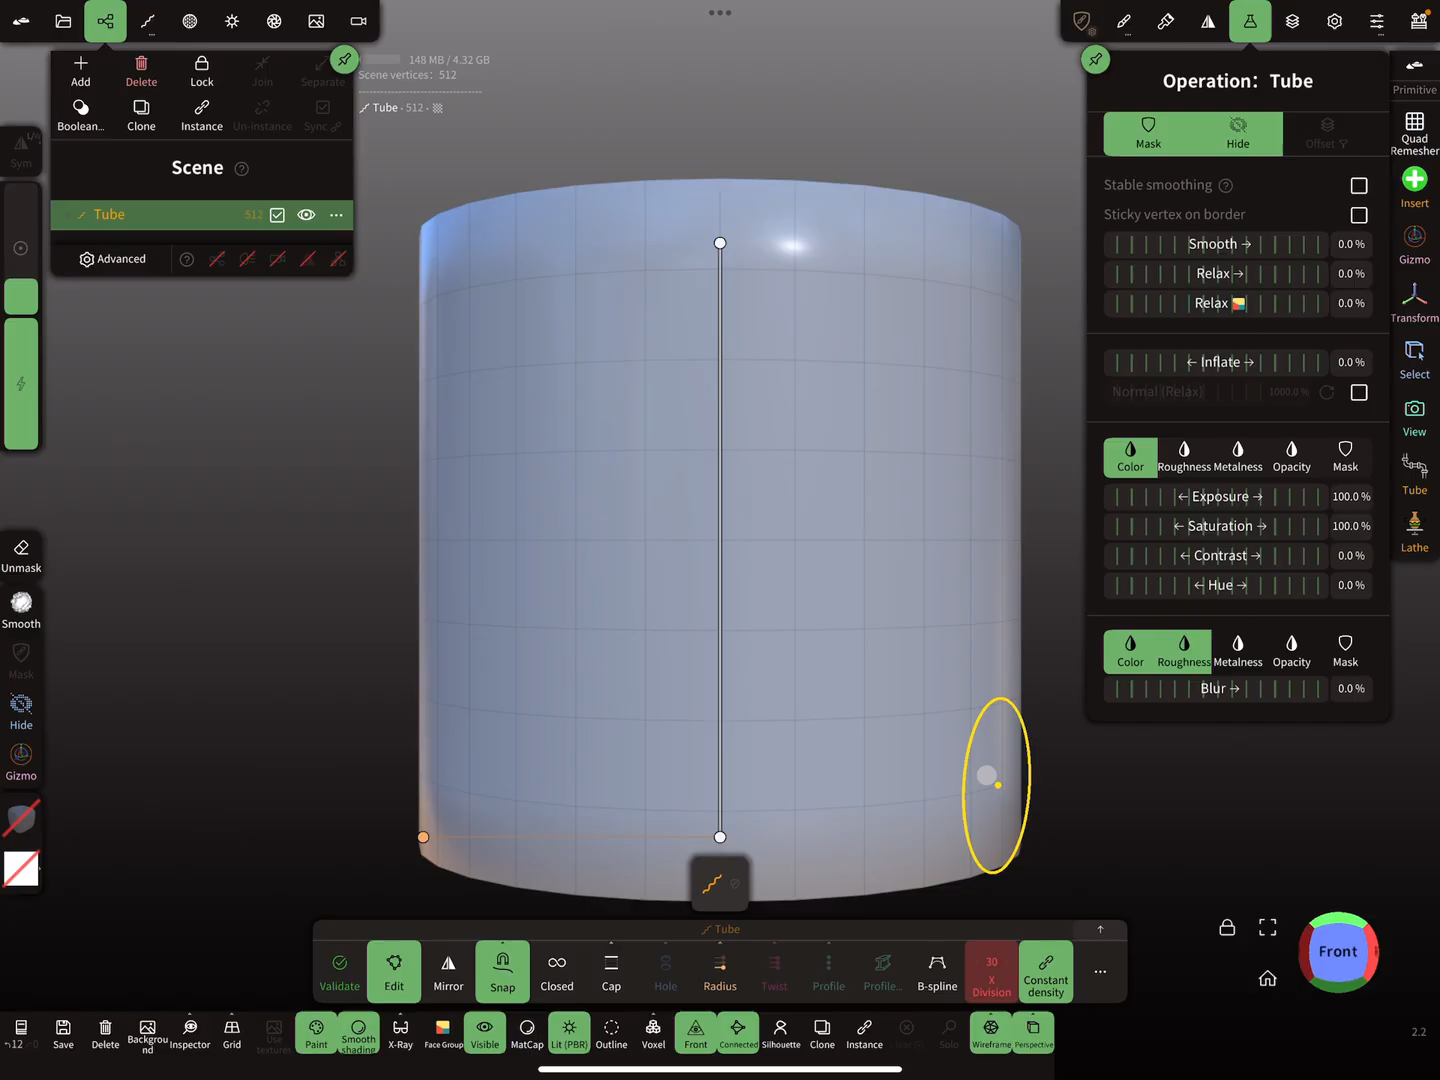 148 MB / 4.32 GB
Scene vertices: 512
Tube - 512 -
Add
Delete
Lock
Join
Separate
Boolean...
Clone
Instance
Un-instance
Sync
Scene
Tube 512
Advanced
Sym
Unmask
Smooth
Mask
Hide
Gizmo
Operation: Tube
Mask
Hide
Offset
Stable smoothing
Sticky vertex on border
Smooth → 0.0 %
Relax → 0.0 %
Relax 0.0 %
← Inflate → 0.0 %
Normal (Relax) 1000.0 %
Color
Roughness
Metalness
Opacity
Mask
← Exposure → 100.0 %
← Saturation → 100.0 %
← Contrast → 0.0 %
← Hue → 0.0 %
Color
Roughness
Metalness
Opacity
Mask
Blur → 0.0 %
Primitive
Quad
Remesher
Insert
Gizmo
Transform
Select
View
Tube
Lathe
Front
2.2
Tube
Validate
Edit
Mirror
Snap
Closed
Cap
Hole
Radius
Twist
Profile
Profile..
B-spline
30
X
Division
Constant
density
...
12
Save
Delete
Backgrou
nd
Inspector
Grid
Use
texture
Paint
Smooth
shading
X-Ray
Face Group
Visible
MatCap
Lit (PBR)
Outline
Voxel
Front
Connected
Silhouette
Clone
Instance
Solo
Wireframe
Perspective